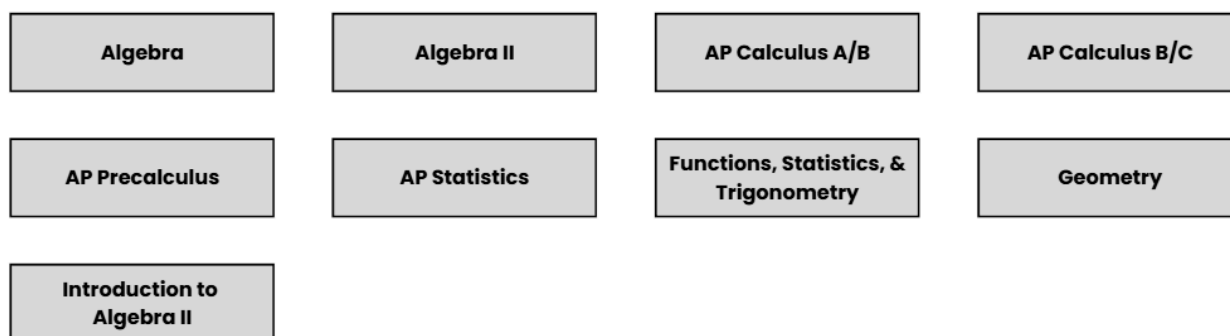 Algebra
Algebra II
AP Calculus A/B
AP Calculus B/C
AP Precalculus
AP Statistics
Functions, Statistics, &
Trigonometry
Geometry
Introduction to
Algebra II